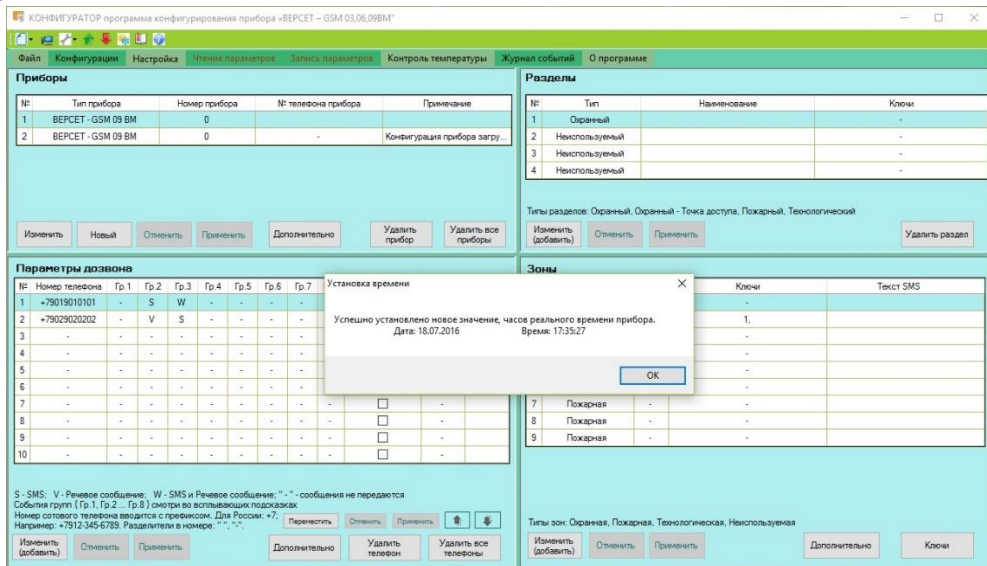 КОНФИГУРАТОР программа конфигурирования прибора «ВЕРСЕТ – GSM 03,06,09ВМ"
Файл Конфигурации Настройка Чтение параметров Запись параметров Контроль температуры Журнал событий О программе
Приборы
№ Тип прибора Номер прибора № телефона прибора Примечание
1 ВЕРСЕТ - GSM 09 ВМ 0
2 ВЕРСЕТ - GSM 09 ВМ 0 - Конфигурация прибора загру...
Изменить Новый Отменить Применить Дополнительно Удалить прибор Удалить все приборы
Разделы
№ Тип Наименование Ключи
1 Охранный -
2 Неиспользуемый -
3 Неиспользуемый -
4 Неиспользуемый -
Типы разделов: Охранный, Охранный - Точка доступа, Пожарный, Технологический
Изменить (добавить) Отменить Применить Удалить раздел
Параметры дозвона
№ Номер телефона Гр.1 Гр.2 Гр.3 Гр.4 Гр.5 Гр.6 Гр.7
1 +79019010101 - S W - - - -
2 +79029020202 - V S - - - -
3 - - - - - - - -
4 - - - - - - - -
5 - - - - - - - -
6 - - - - - - - -
7 - - - - - - - - - -
8 - - - - - - - - - -
9 - - - - - - - - - -
10 - - - - - - - - - -
S - SMS; V - Речевое сообщение; W - SMS и Речевое сообщение; " - " - сообщения не передаются
События групп (Гр.1, Гр.2 ... Гр.8 ) смотри во всплывающих подсказках
Номер сотового телефона вводится с префиксом. Для России: +7;
Например: +7912-345-6789. Разделители в номере: " ", "-".
Переместить Отменить Применить
Изменить (добавить) Отменить Применить Дополнительно Удалить телефон Удалить все телефоны
Установка времени
Успешно установлено новое значение, часов реального времени прибора.
Дата: 18.07.2016 Время: 17:35:27
OK
Зоны
Ключи Текст SMS
-
1,
-
-
-
-
7 Пожарная - -
8 Пожарная - -
9 Пожарная - -
Типы зон: Охранная, Пожарная, Технологическая, Неиспользуемая
Изменить (добавить) Отменить Применить Дополнительно Ключи